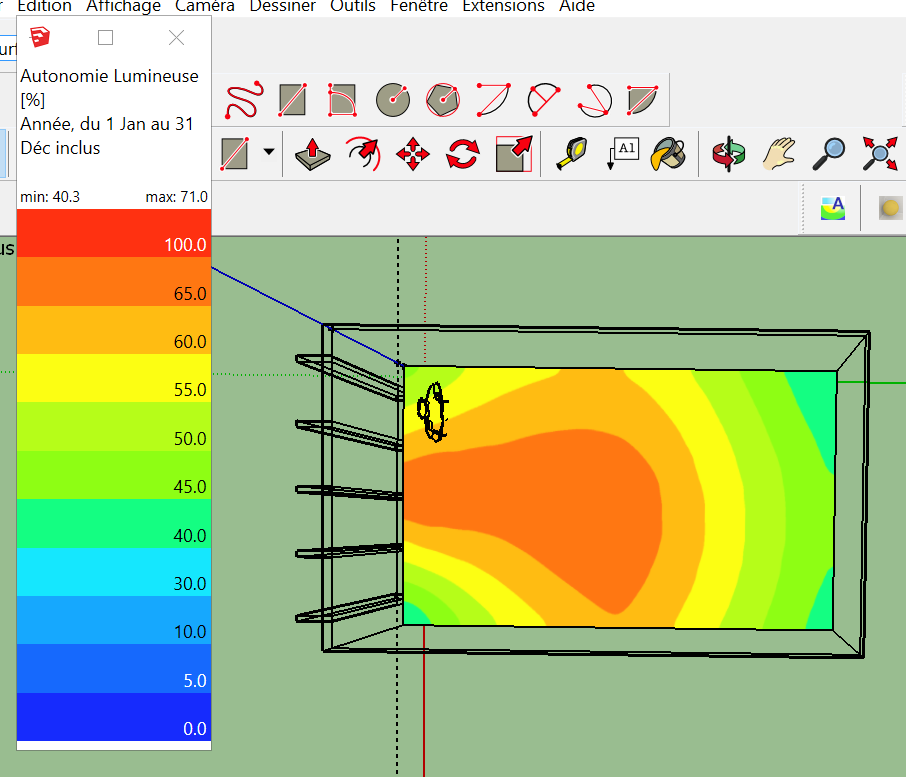 Edition Affichage Caméra Dessiner Outils Fenêtre Extensions Aide
Autonomie Lumineuse
[%]
Année, du 1 Jan au 31
Déc inclus
min: 40.3 max: 71.0
100.0
65.0
60.0
55.0
50.0
45.0
40.0
30.0
10.0
5.0
0.0
A1
A